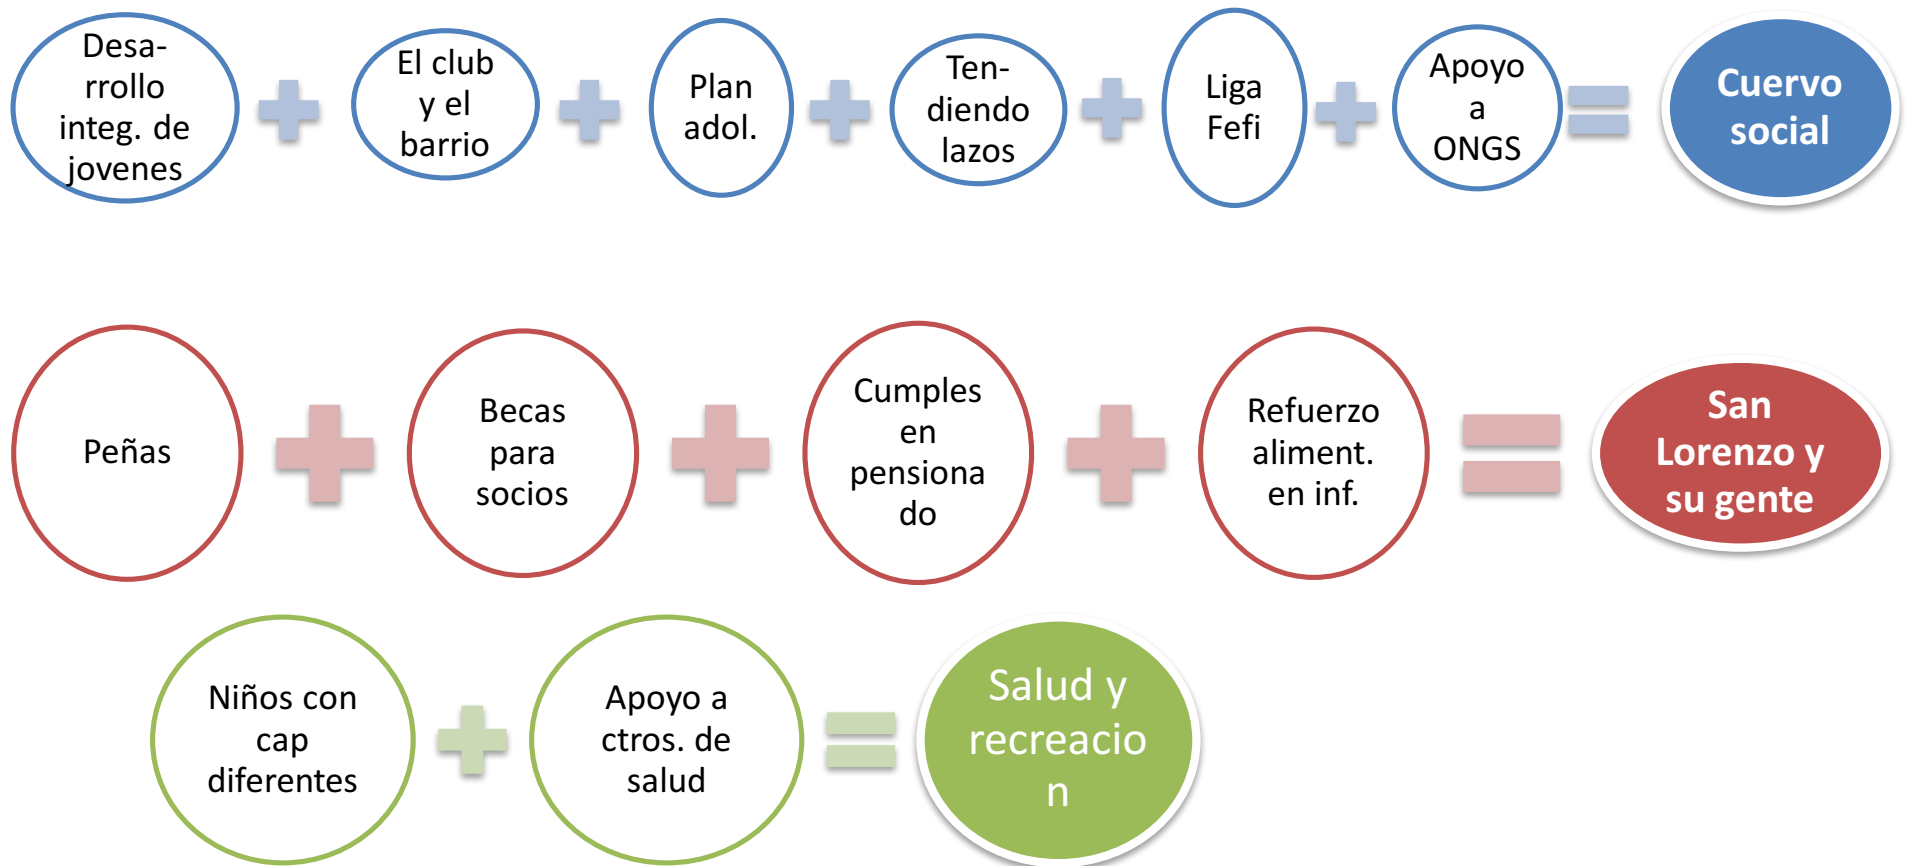 Desa-
rrollo
integ. de
jovenes
El club
y el
barrio
Plan
adol.
Ten-
diendo
lazos
Liga
Fefi
Apoyo
a
ONGS
Cuervo
social
Peñas
Becas
para
socios
Cumples
en
pensiona
do
Refuerzo
aliment.
en inf.
San
Lorenzo y
su gente
Niños con
cap
diferentes
Apoyo a
ctros. de
salud
Salud y
recreacio
n